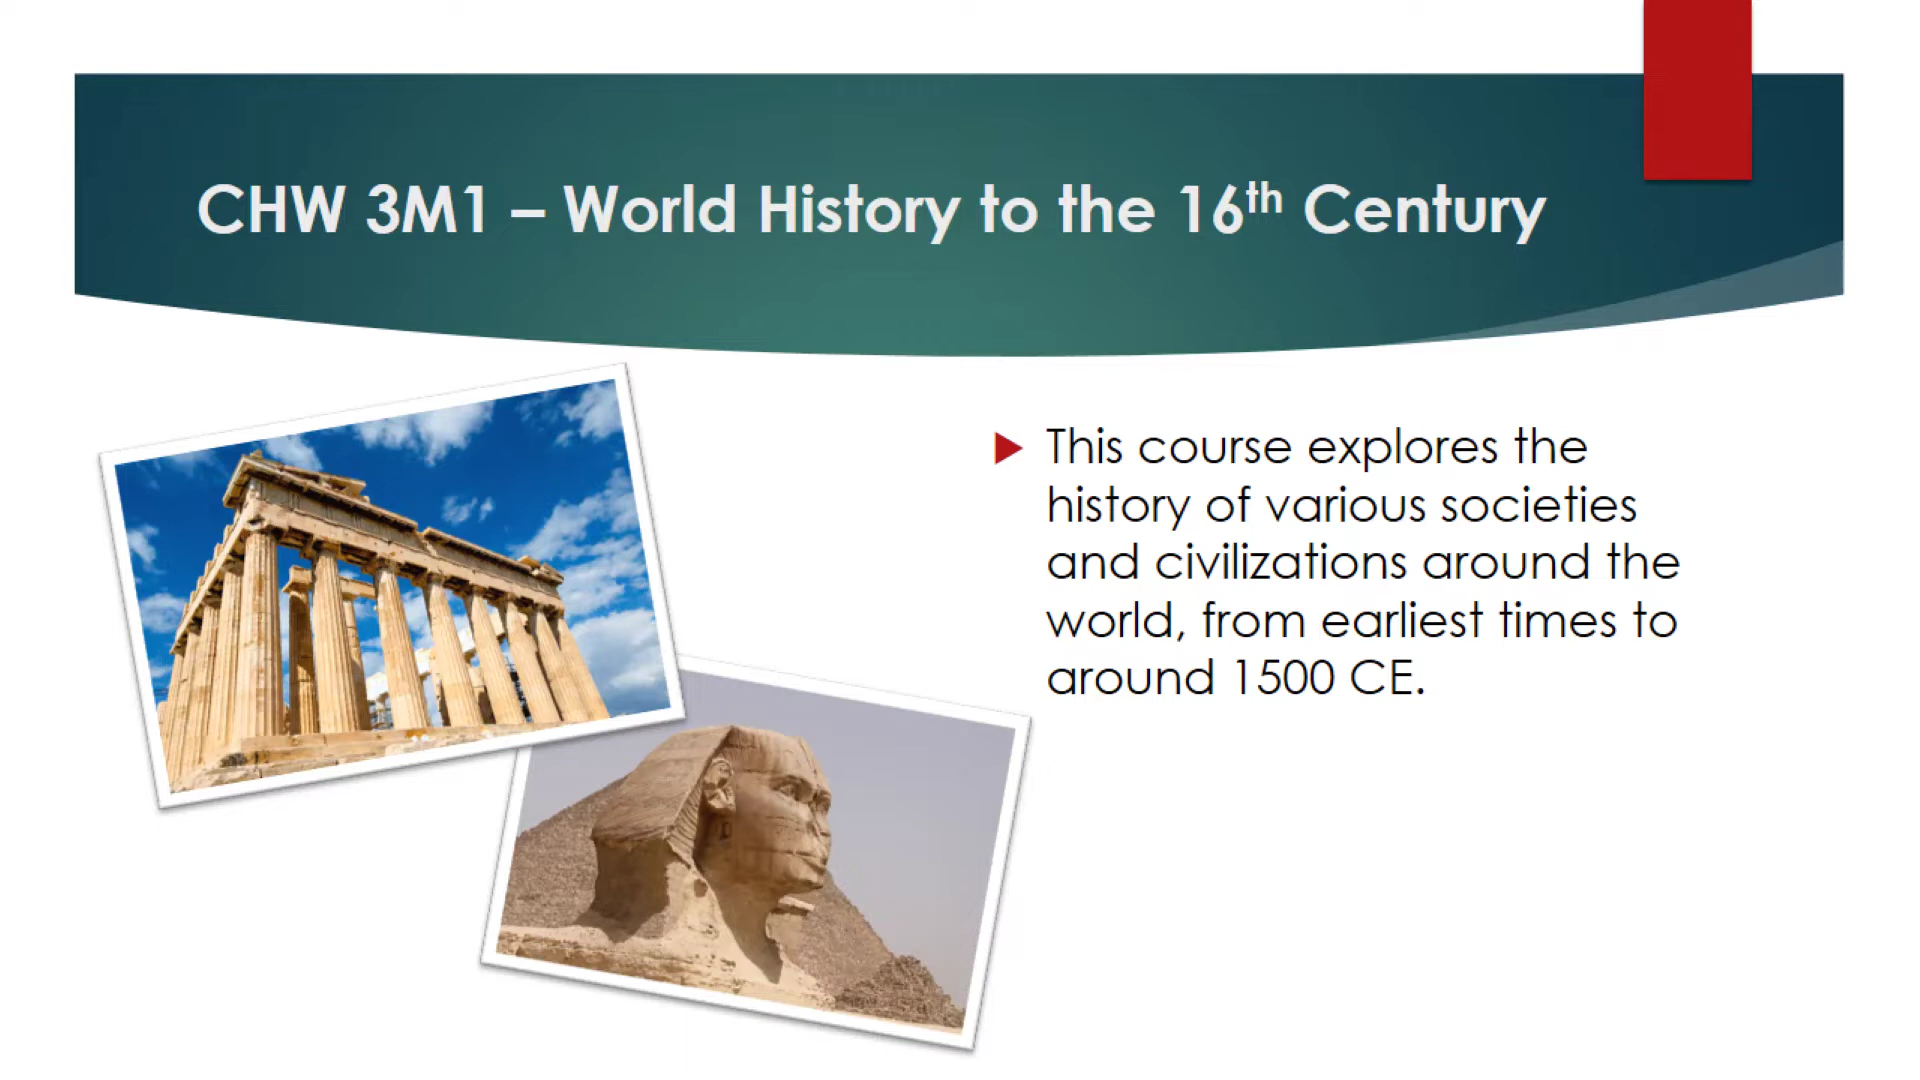 CHW 3M1 – World History to the 16th Century
This course explores the
history of various societies
and civilizations around the
world, from earliest times to
around 1500 CE.